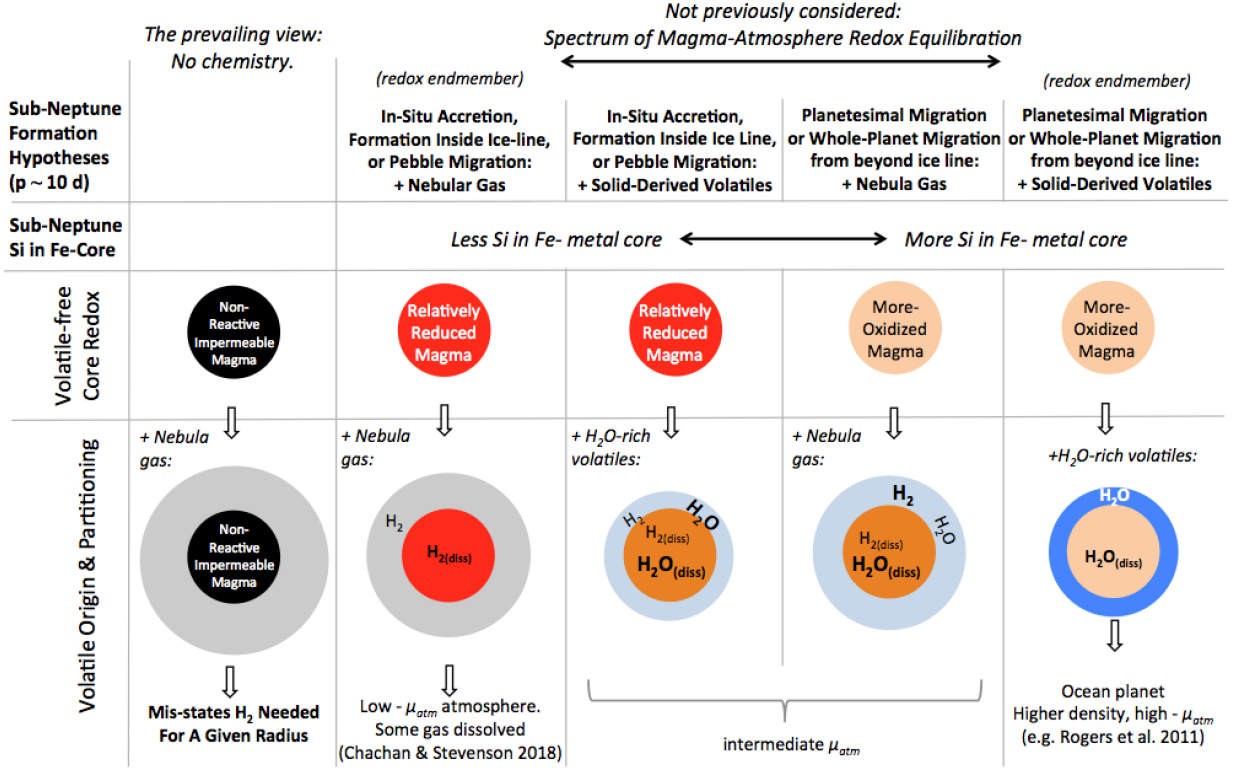 The prevailing view:
No chemistry.
Not previously considered:
Spectrum of Magma-Atmosphere Redox Equilibration
(redox endmember)
(redox endmember)
Sub-Neptune
Formation
Hypotheses
(p ~ 10 d)
In-Situ Accretion,
Formation Inside Ice-line,
or Pebble Migration:
+ Nebular Gas
In-Situ Accretion,
Formation Inside Ice Line,
or Pebble Migration:
+ Solid-Derived Volatiles
Planetesimal Migration
or Whole-Planet Migration
from beyond ice line:
+ Nebula Gas
Planetesimal Migration
or Whole-Planet Migration
from beyond ice line:
+ Solid-Derived Volatiles
Sub-Neptune
Si in Fe-Core
Less Si in Fe- metal core
More Si in Fe- metal core
Volatile-free
Core Redox
Non-
Reactive
Impermeable
Magma
Relatively
Reduced
Magma
Relatively
Reduced
Magma
More-
Oxidized
Magma
More-
Oxidized
Magma
Volatile Origin & Partitioning
+ Nebula
gas:
Non-
Reactive
Impermeable
Magma
Mis-states H2 Needed
For A Given Radius
+ Nebula
gas:
H2
H2(diss)
Low - μatm atmosphere.
Some gas dissolved
(Chachan & Stevenson 2018)
+ H2O-rich
volatiles:
H2
H2O
H2(diss)
H2O(diss)
+ Nebula
gas:
H2
H2O
H2(diss)
H2O(diss)
intermediate μatm
+H2O-rich volatiles:
H2O
H2O(diss)
Ocean planet
Higher density, high - μatm
(e.g. Rogers et al. 2011)